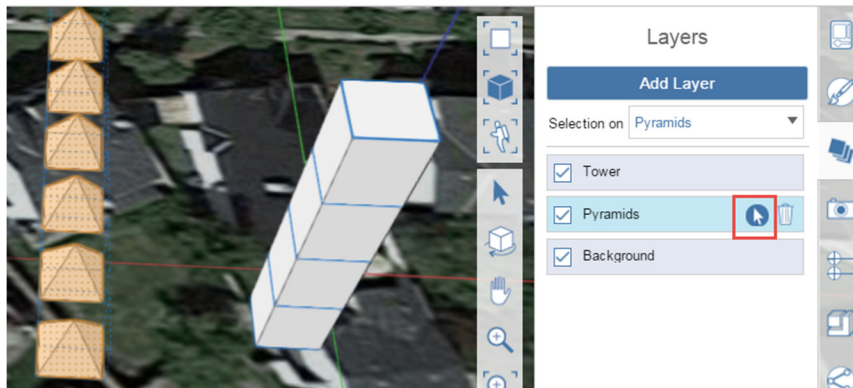 Layers
Add Layer
Selection on Pyramids
Tower
Pyramids
Background